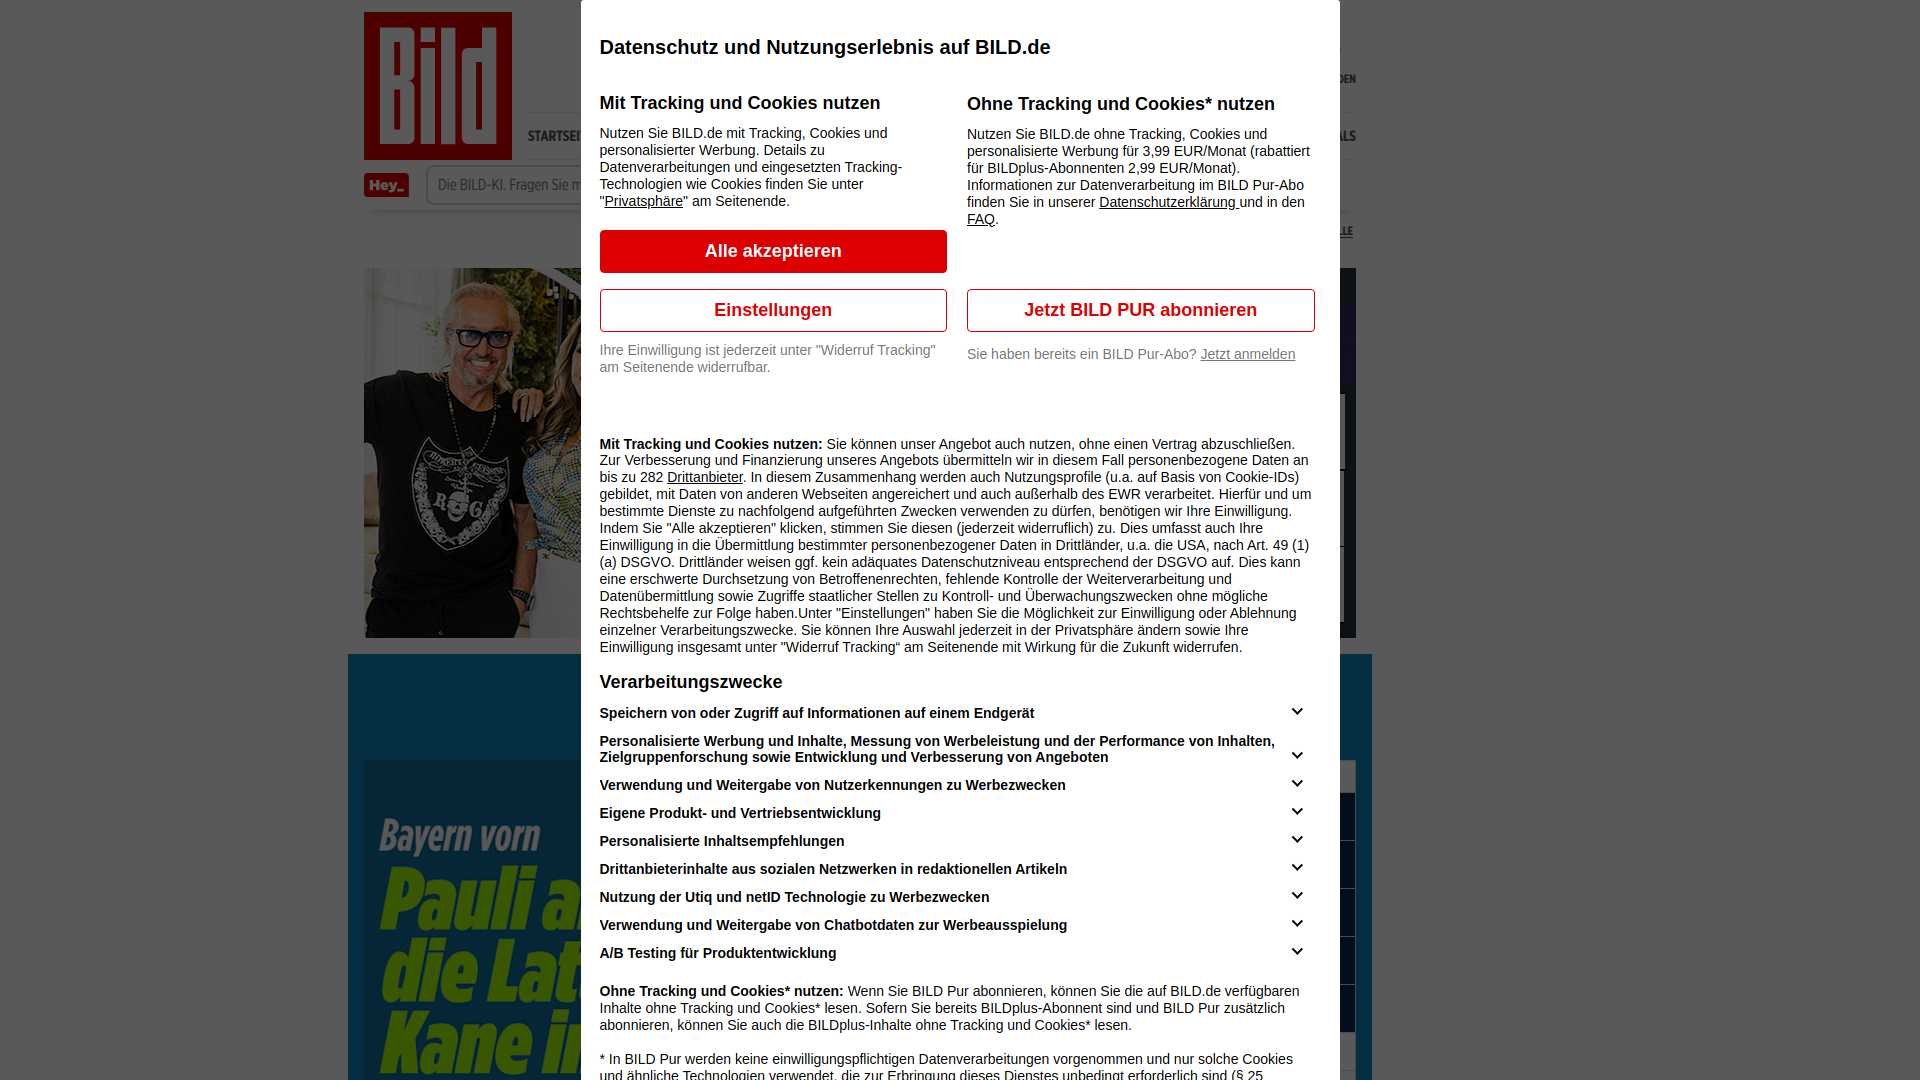 Bild
STARTSEI
Hey_
Die BILD-KI. Fragen Sie m
DEN
ALS
LLE
Datenschutz und Nutzungserlebnis auf BILD.de
Mit Tracking und Cookies nutzen
Nutzen Sie BILD.de mit Tracking, Cookies und
personalisierter Werbung. Details zu
Datenverarbeitungen und eingesetzten Tracking-
Technologien wie Cookies finden Sie unter
"Privatsphäre" am Seitenende.
Alle akzeptieren
Einstellungen
Ihre Einwilligung ist jederzeit unter "Widerruf Tracking"
am Seitenende widerrufbar.
Ohne Tracking und Cookies* nutzen
Nutzen Sie BILD.de ohne Tracking, Cookies und
personalisierte Werbung für 3,99 EUR/Monat (rabattiert
für BILDplus-Abonnenten 2,99 EUR/Monat).
Informationen zur Datenverarbeitung im BILD Pur-Abo
finden Sie in unserer Datenschutzerklärung und in den
FAQ.
Jetzt BILD PUR abonnieren
Sie haben bereits ein BILD Pur-Abo? Jetzt anmelden
Mit Tracking und Cookies nutzen: Sie können unser Angebot auch nutzen, ohne einen Vertrag abzuschließen.
Zur Verbesserung und Finanzierung unseres Angebots übermitteln wir in diesem Fall personenbezogene Daten an
bis zu 282 Drittanbieter. In diesem Zusammenhang werden auch Nutzungsprofile (u.a. auf Basis von Cookie-IDs)
gebildet, mit Daten von anderen Webseiten angereichert und auch außerhalb des EWR verarbeitet. Hierfür und um
bestimmte Dienste zu nachfolgend aufgeführten Zwecken verwenden zu dürfen, benötigen wir Ihre Einwilligung.
Indem Sie "Alle akzeptieren" klicken, stimmen Sie diesen (jederzeit widerruflich) zu. Dies umfasst auch Ihre
Einwilligung in die Übermittlung bestimmter personenbezogener Daten in Drittländer, u.a. die USA, nach Art. 49 (1)
(a) DSGVO. Drittländer weisen ggf. kein adäquates Datenschutzniveau entsprechend der DSGVO auf. Dies kann
eine erschwerte Durchsetzung von Betroffenenrechten, fehlende Kontrolle der Weiterverarbeitung und
Datenübermittlung sowie Zugriffe staatlicher Stellen zu Kontroll- und Überwachungszwecken ohne mögliche
Rechtsbehelfe zur Folge haben.Unter "Einstellungen" haben Sie die Möglichkeit zur Einwilligung oder Ablehnung
einzelner Verarbeitungszwecke. Sie können Ihre Auswahl jederzeit in der Privatsphäre ändern sowie Ihre
Einwilligung insgesamt unter "Widerruf Tracking“ am Seitenende mit Wirkung für die Zukunft widerrufen.
Verarbeitungszwecke
Speichern von oder Zugriff auf Informationen auf einem Endgerät
Personalisierte Werbung und Inhalte, Messung von Werbeleistung und der Performance von Inhalten,
Zielgruppenforschung sowie Entwicklung und Verbesserung von Angeboten
Verwendung und Weitergabe von Nutzerkennungen zu Werbezwecken
Eigene Produkt- und Vertriebsentwicklung
Personalisierte Inhaltsempfehlungen
Drittanbieterinhalte aus sozialen Netzwerken in redaktionellen Artikeln
Nutzung der Utiq und netID Technologie zu Werbezwecken
Verwendung und Weitergabe von Chatbotdaten zur Werbeausspielung
A/B Testing für Produktentwicklung
Ohne Tracking und Cookies* nutzen: Wenn Sie BILD Pur abonnieren, können Sie die auf BILD.de verfügbaren
Inhalte ohne Tracking und Cookies* lesen. Sofern Sie bereits BILDplus-Abonnent sind und BILD Pur zusätzlich
abonnieren, können Sie auch die BILDplus-Inhalte ohne Tracking und Cookies* lesen.
* In BILD Pur werden keine einwilligungspflichtigen Datenverarbeitungen vorgenommen und nur solche Cookies
und ähnliche Technologien verwendet, die zur Erbringung dieses Dienstes unbedingt erforderlich sind (§ 25
Bayern vorn
Pauli a
die Lat
Kane i